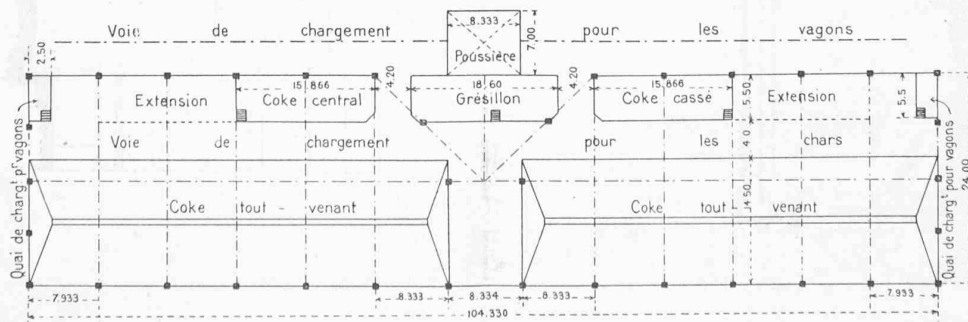 Voie de chargement pour les vagons
8.333
7.00
Poussière
2.50
15.866
4.20
18.60
4.20
15.866
5.50
5.5
Extension
Coke central
Grésillon
Coke cassé
Extension
Voie de chargement pour les chars
4.0
Quai de chargt pr vagons
Coke tout-venant
Coke tout-venant
14.50
Quai de chargt pour vagons
24.00
7.933
8.333
8.334
8.333
7.933
104.330